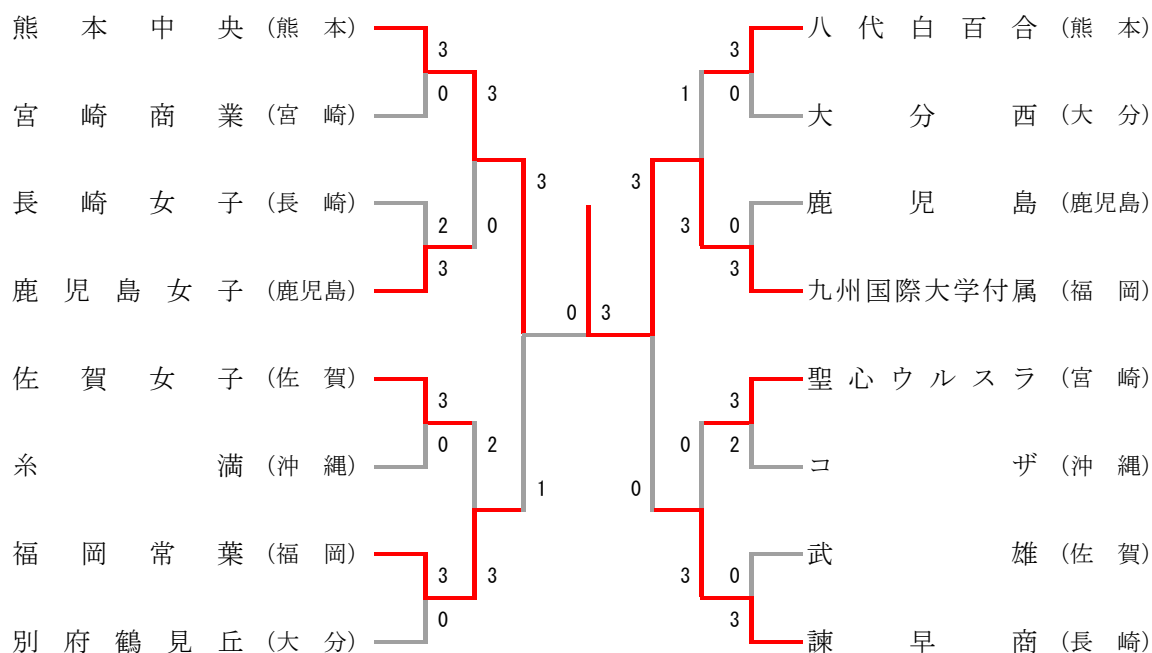 熊本中央 (熊本)
3
0
宮崎商業 (宮崎)
3
長崎女子 (長崎)
2
0
3
鹿児島女子 (鹿児島)
3
佐賀女子 (佐賀)
3
0
糸満 (沖縄)
2
1
福岡常葉 (福岡)
3
3
0
別府鶴見丘 (大分)
0 3
八代白百合 (熊本)
3
1 0
大分西 (大分)
3
鹿児島 (鹿児島)
3 0
3
九州国際大学付属 (福岡)
聖心ウルスラ (宮崎)
3
0 2
コザ (沖縄)
0
武雄 (佐賀)
3 0
3
諫早商 (長崎)